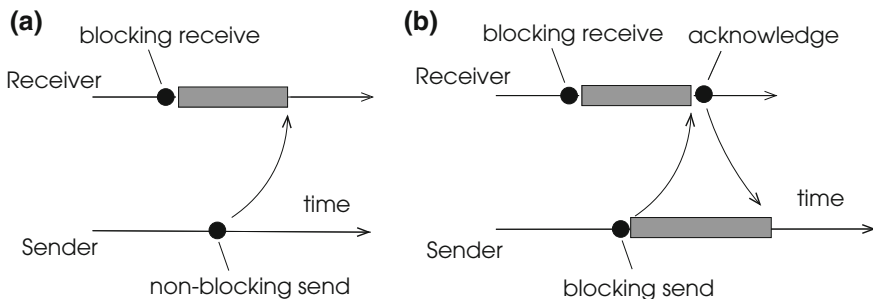 (a)
blocking receive
Receiver
time
Sender
non-blocking send
(b)
blocking receive
acknowledge
Receiver
time
Sender
blocking send